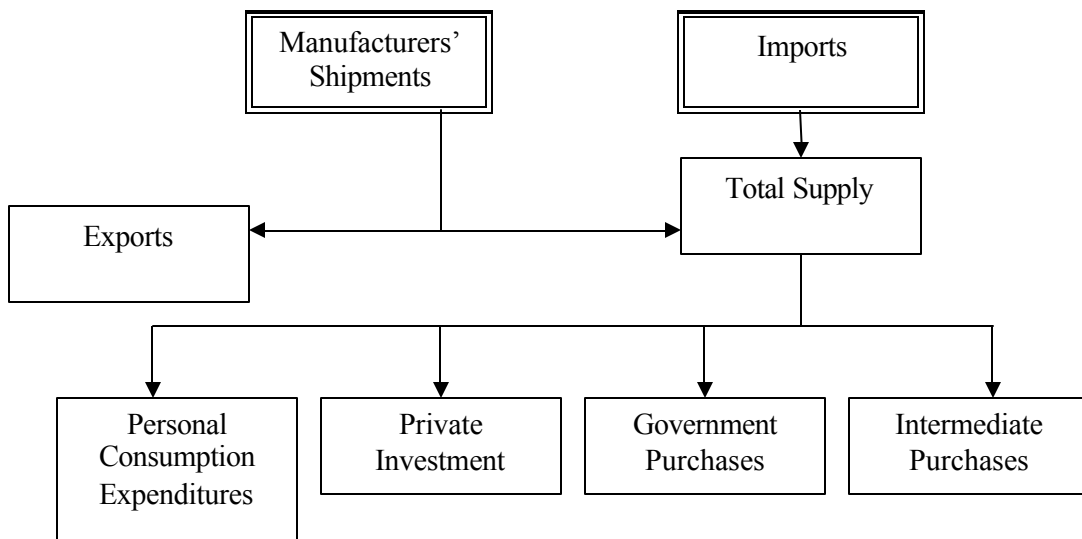 Manufacturers’
Shipments
Imports
Total Supply
Exports
Personal
Consumption
Expenditures
Private
Investment
Government
Purchases
Intermediate
Purchases